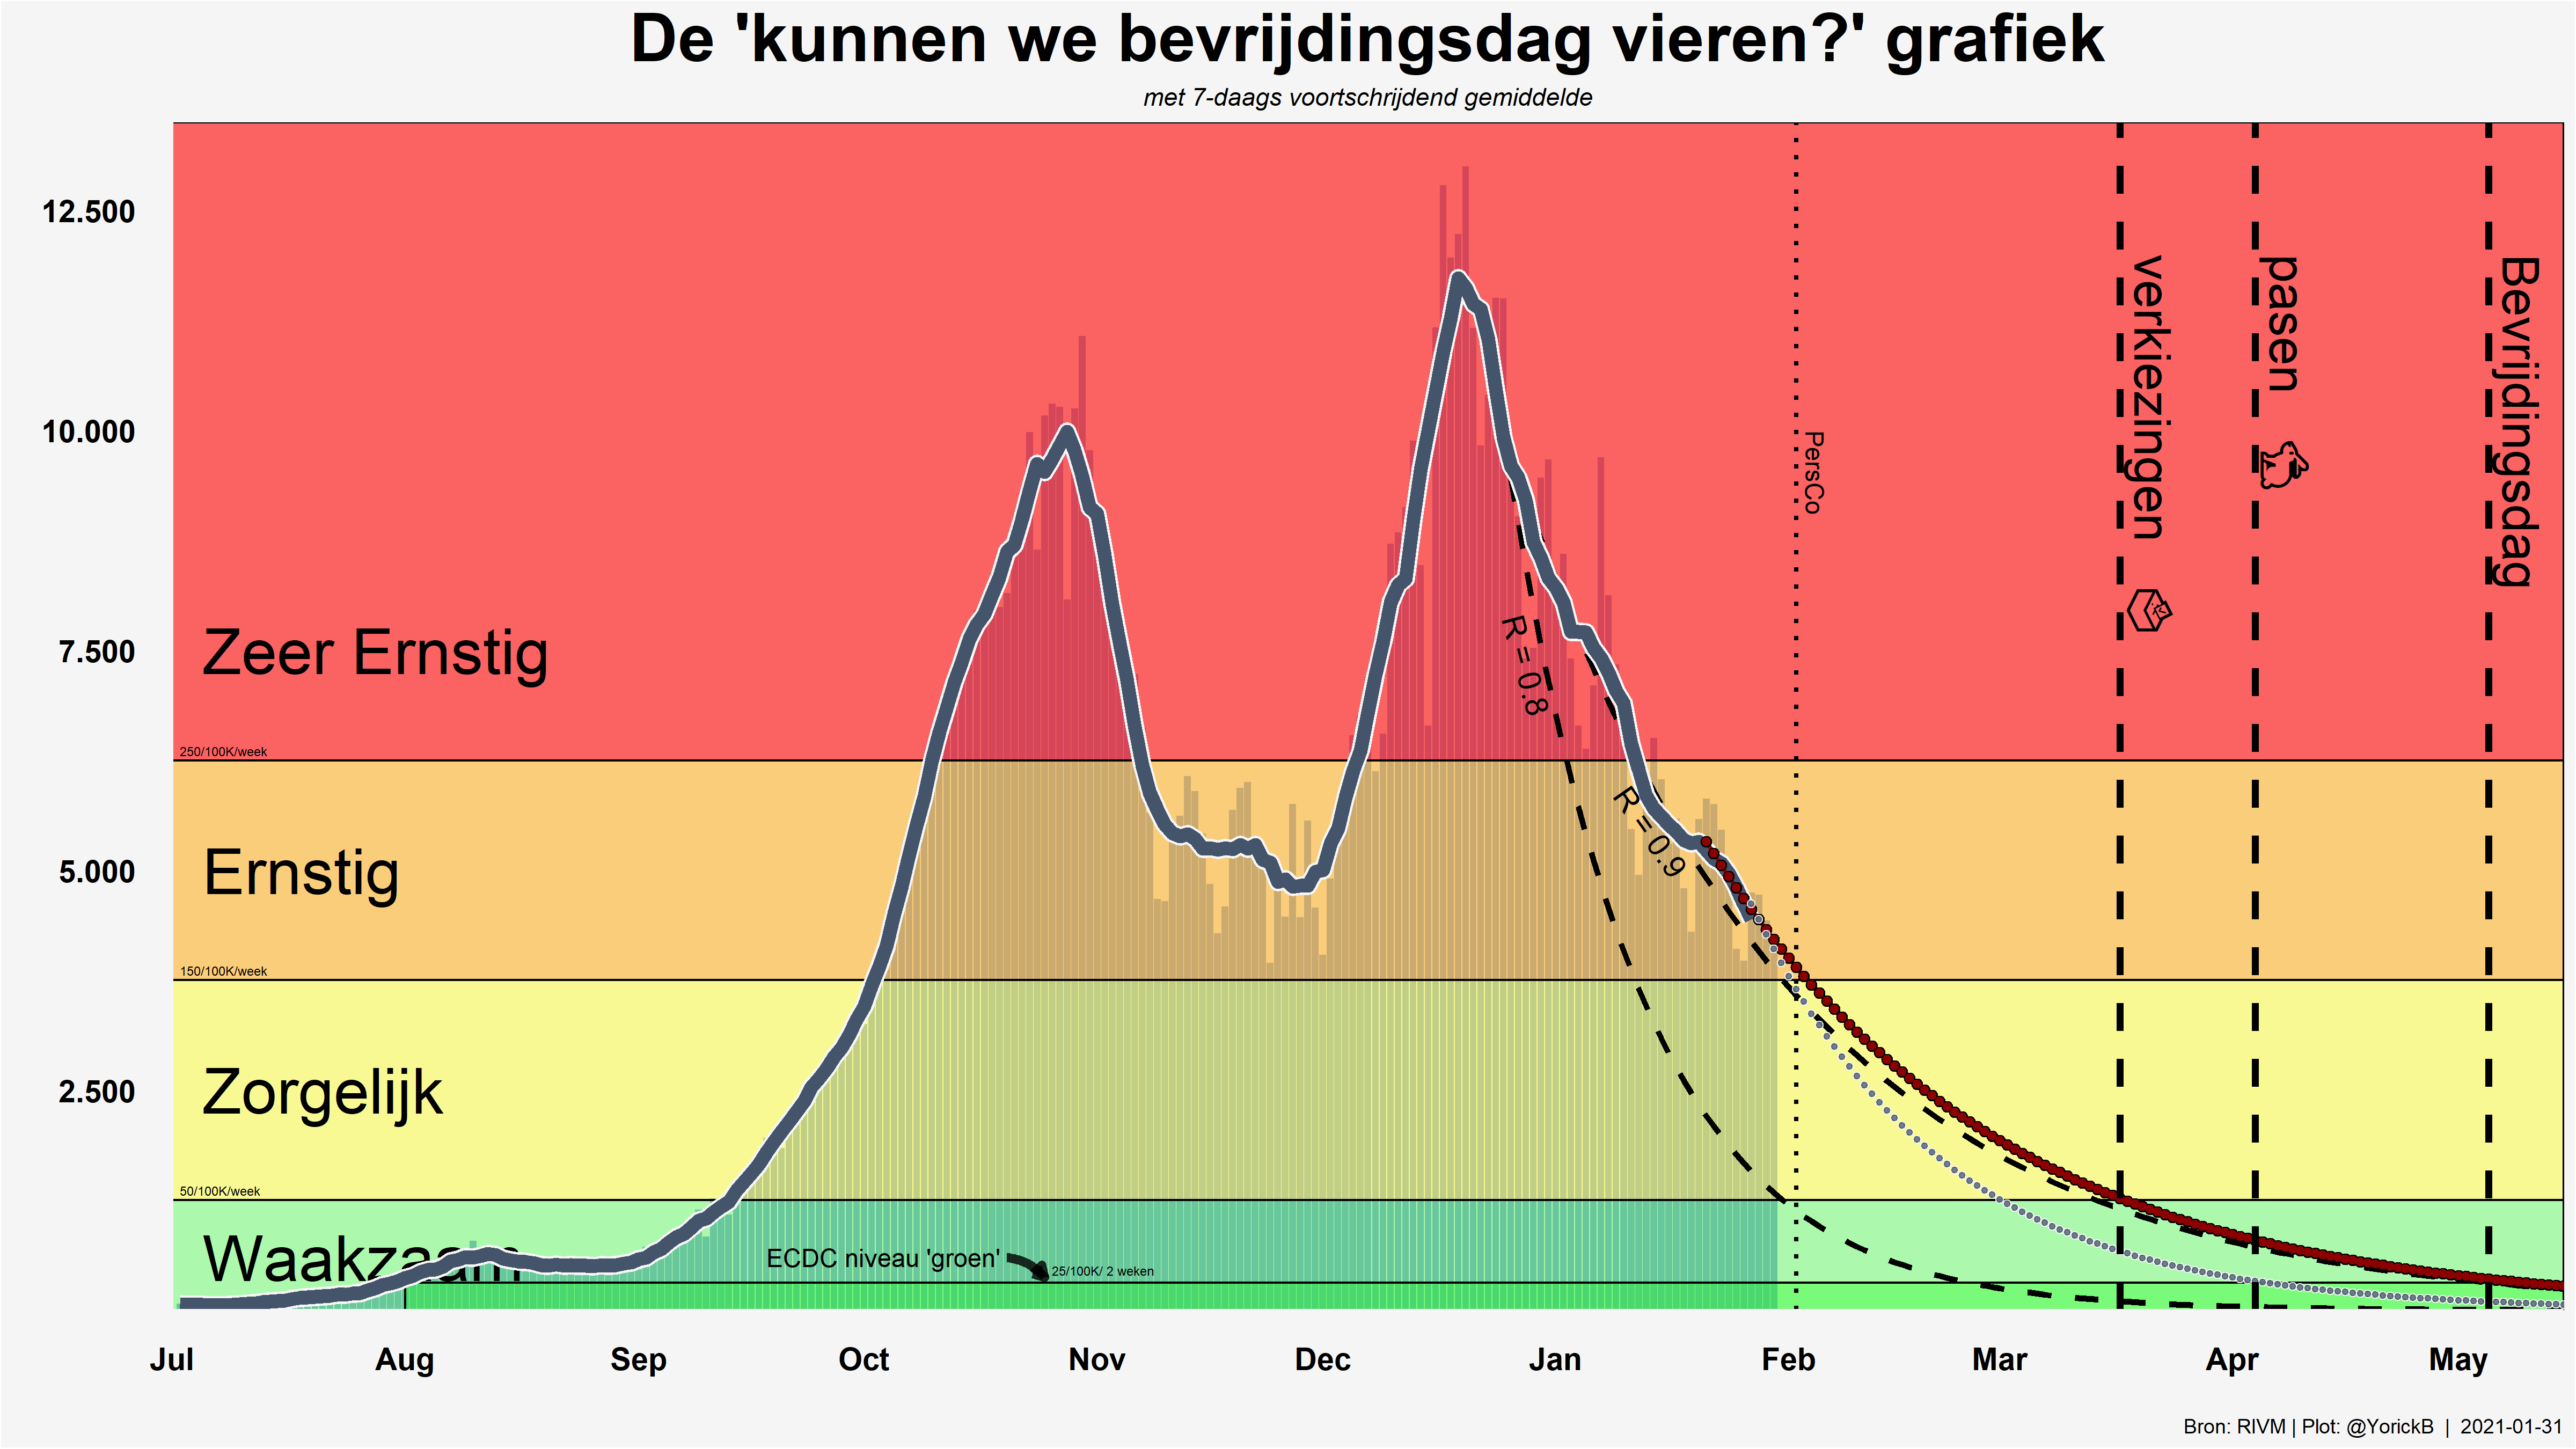 De 'kunnen we bevrijdingsdag vieren?' grafiek
met 7-daags voortschrijdend gemiddelde
12.500
10.000
7.500
5.000
2.500
Zeer Ernstig
250/100K/week
Ernstig
150/100K/week
Zorgelijk
50/100K/week
Waakzaam
ECDC niveau 'groen'
25/100K/ 2 weken
R = 0.8
R = 0.9
PersCo
verkiezingen
pasen
Bevrijdingsdag
Jul
Aug
Sep
Oct
Nov
Dec
Jan
Feb
Mar
Apr
May
Bron: RIVM | Plot: @YorickB | 2021-01-31